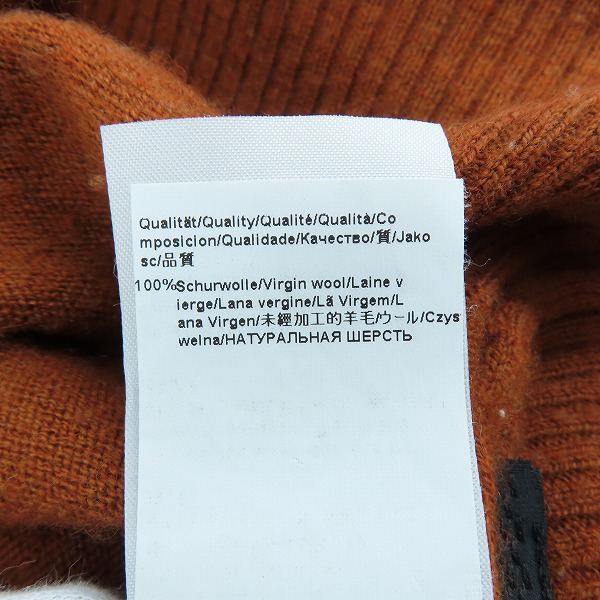 Qualität/Quality/Qualité/Qualità/Co
mposicion/Qualidade/Качество/質/Jako
sc/品質
100%Schurwolle/Virgin wool/Laine v
ierge/Lana vergine/Lã Virgem/L
ana Virgen/未經加工的羊毛/ウール/Czys
wełna/НАТУРАЛЬНАЯ ШЕРСТЬ